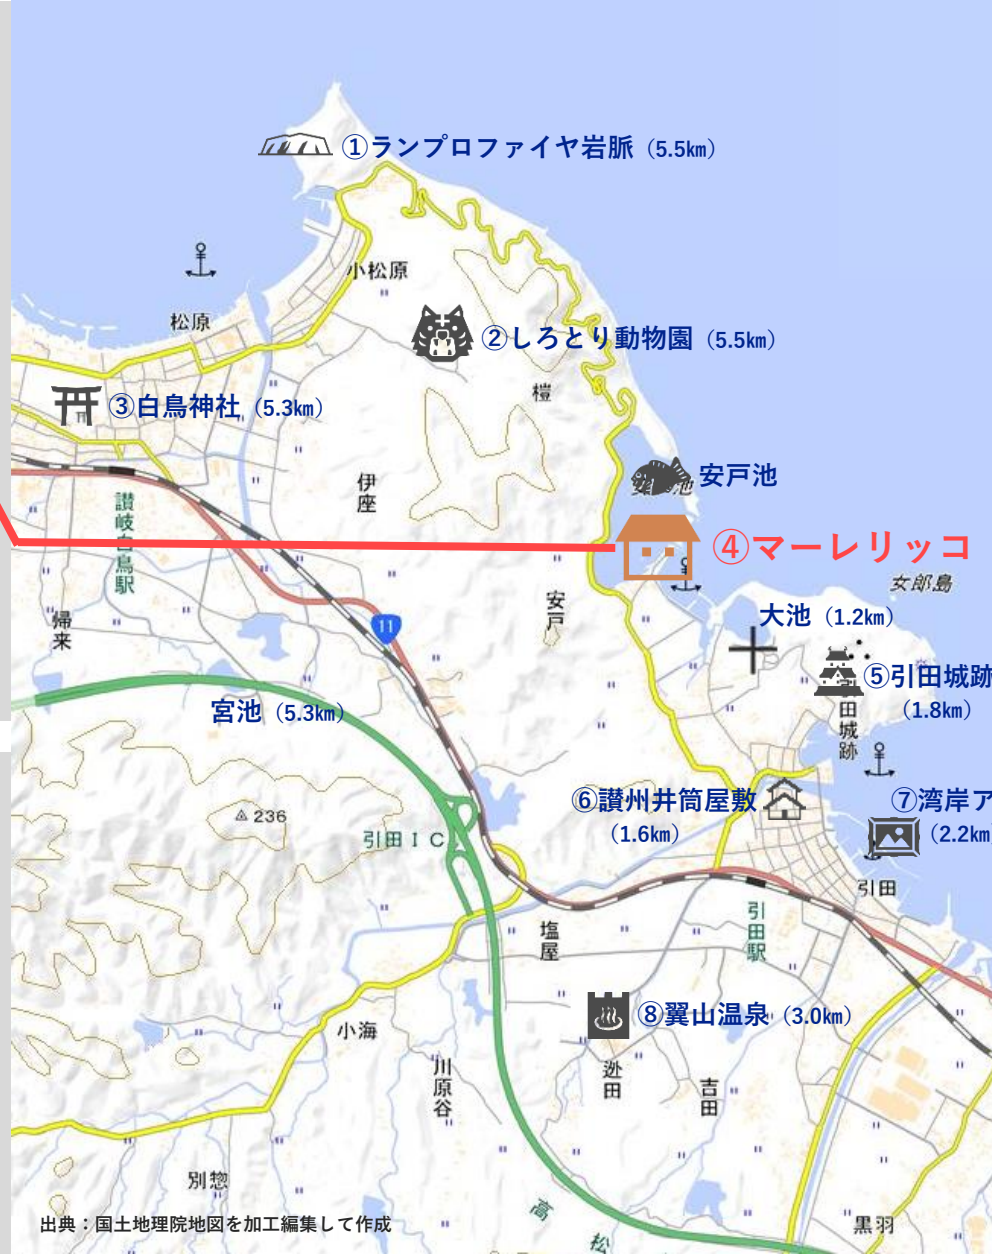 ①ランプロファイヤ岩脈（5.5㎞）
小松原
松原
②しろとり動物園（5.5㎞）
③白鳥神社（5.3㎞）
伊座
安戸池
讃岐白鳥駅
④マーレリッコ
女郎島
帰来
安戸
大池（1.2㎞）
11
⑤引田城跡
（1.8㎞）
田城跡
宮池（5.3㎞）
⑥讃州井筒屋敷
（1.6㎞）
⑦湾岸ア
（2.2㎞
236
引田ＩＣ
引田
引田駅
塩屋
⑧翼山温泉（3.0㎞）
小海
川原谷
吉田
別惣
高
松
黒羽
出典：国土地理院地図を加工編集して作成